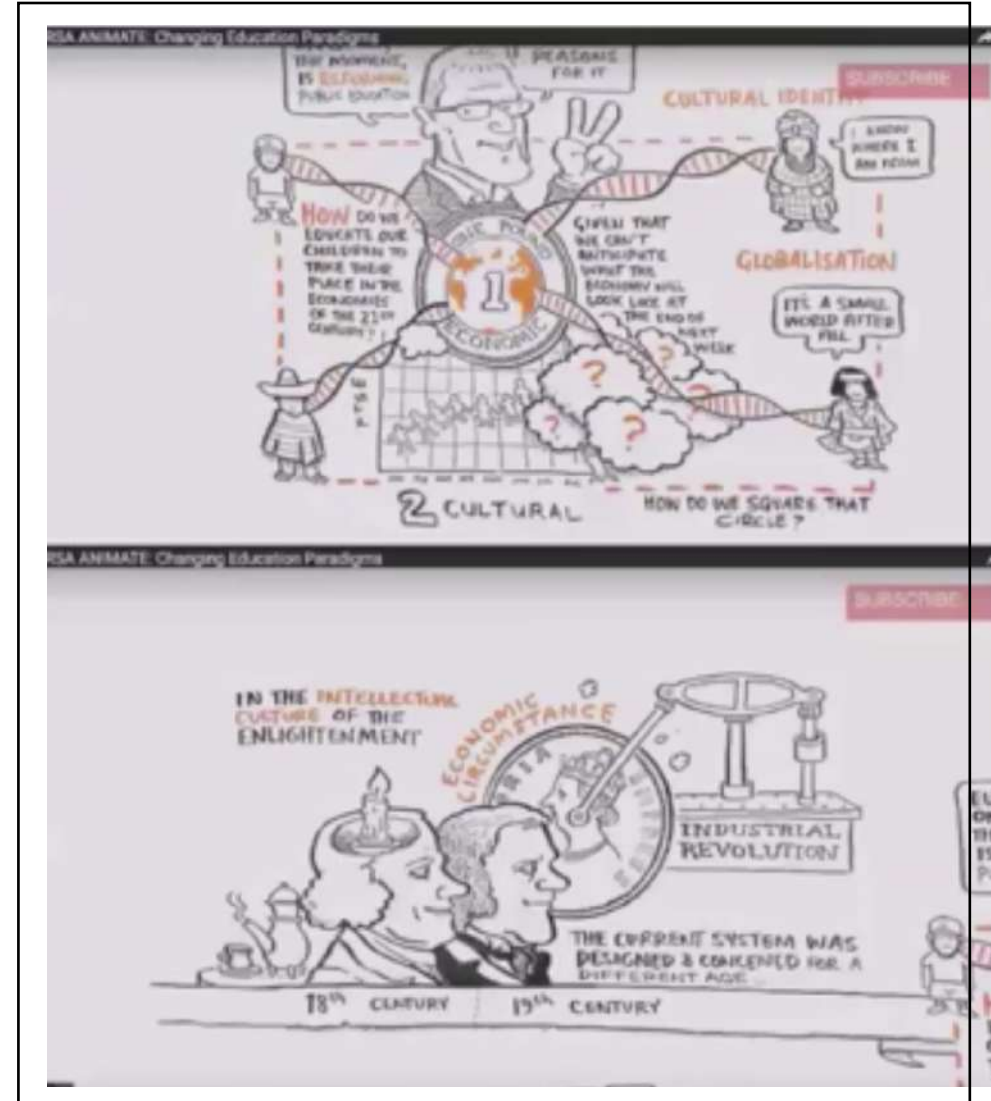 RSA ANIMATE: Changing Education Paradigms
SUBSCRIBE
THE MOMENT,
IS REFORMING
PUBLIC EDUCATION
REASONS
FOR IT
CULTURAL IDENTITY
I KNOW
WHERE I
AM FROM
HOW DO WE
EDUCATE OUR
CHILDREN TO
TAKE THEIR
PLACE IN THE
ECONOMIES
OF THE 21ST
CENTURY?
ONE POUND
1
ECONOMIC
GIVEN THAT
WE CAN'T
ANTICIPATE
WHAT THE
ECONOMY WILL
LOOK LIKE AT
THE END OF
NEXT
WEEK
GLOBALISATION
IT'S A SMALL
WORLD AFTER
ALL
FTSE
? ? ? ? ?
2 CULTURAL
HOW DO WE SQUARE THAT
CIRCLE?
RSA ANIMATE: Changing Education Paradigms
SUBSCRIBE
IN THE INTELLECTUAL
CULTURE OF THE
ENLIGHTENMENT
ECONOMIC
CIRCUMSTANCE
INDUSTRIAL
REVOLUTION
THE CURRENT SYSTEM WAS
DESIGNED & CONCEIVED FOR A
DIFFERENT AGE
18th CENTURY
19th CENTURY